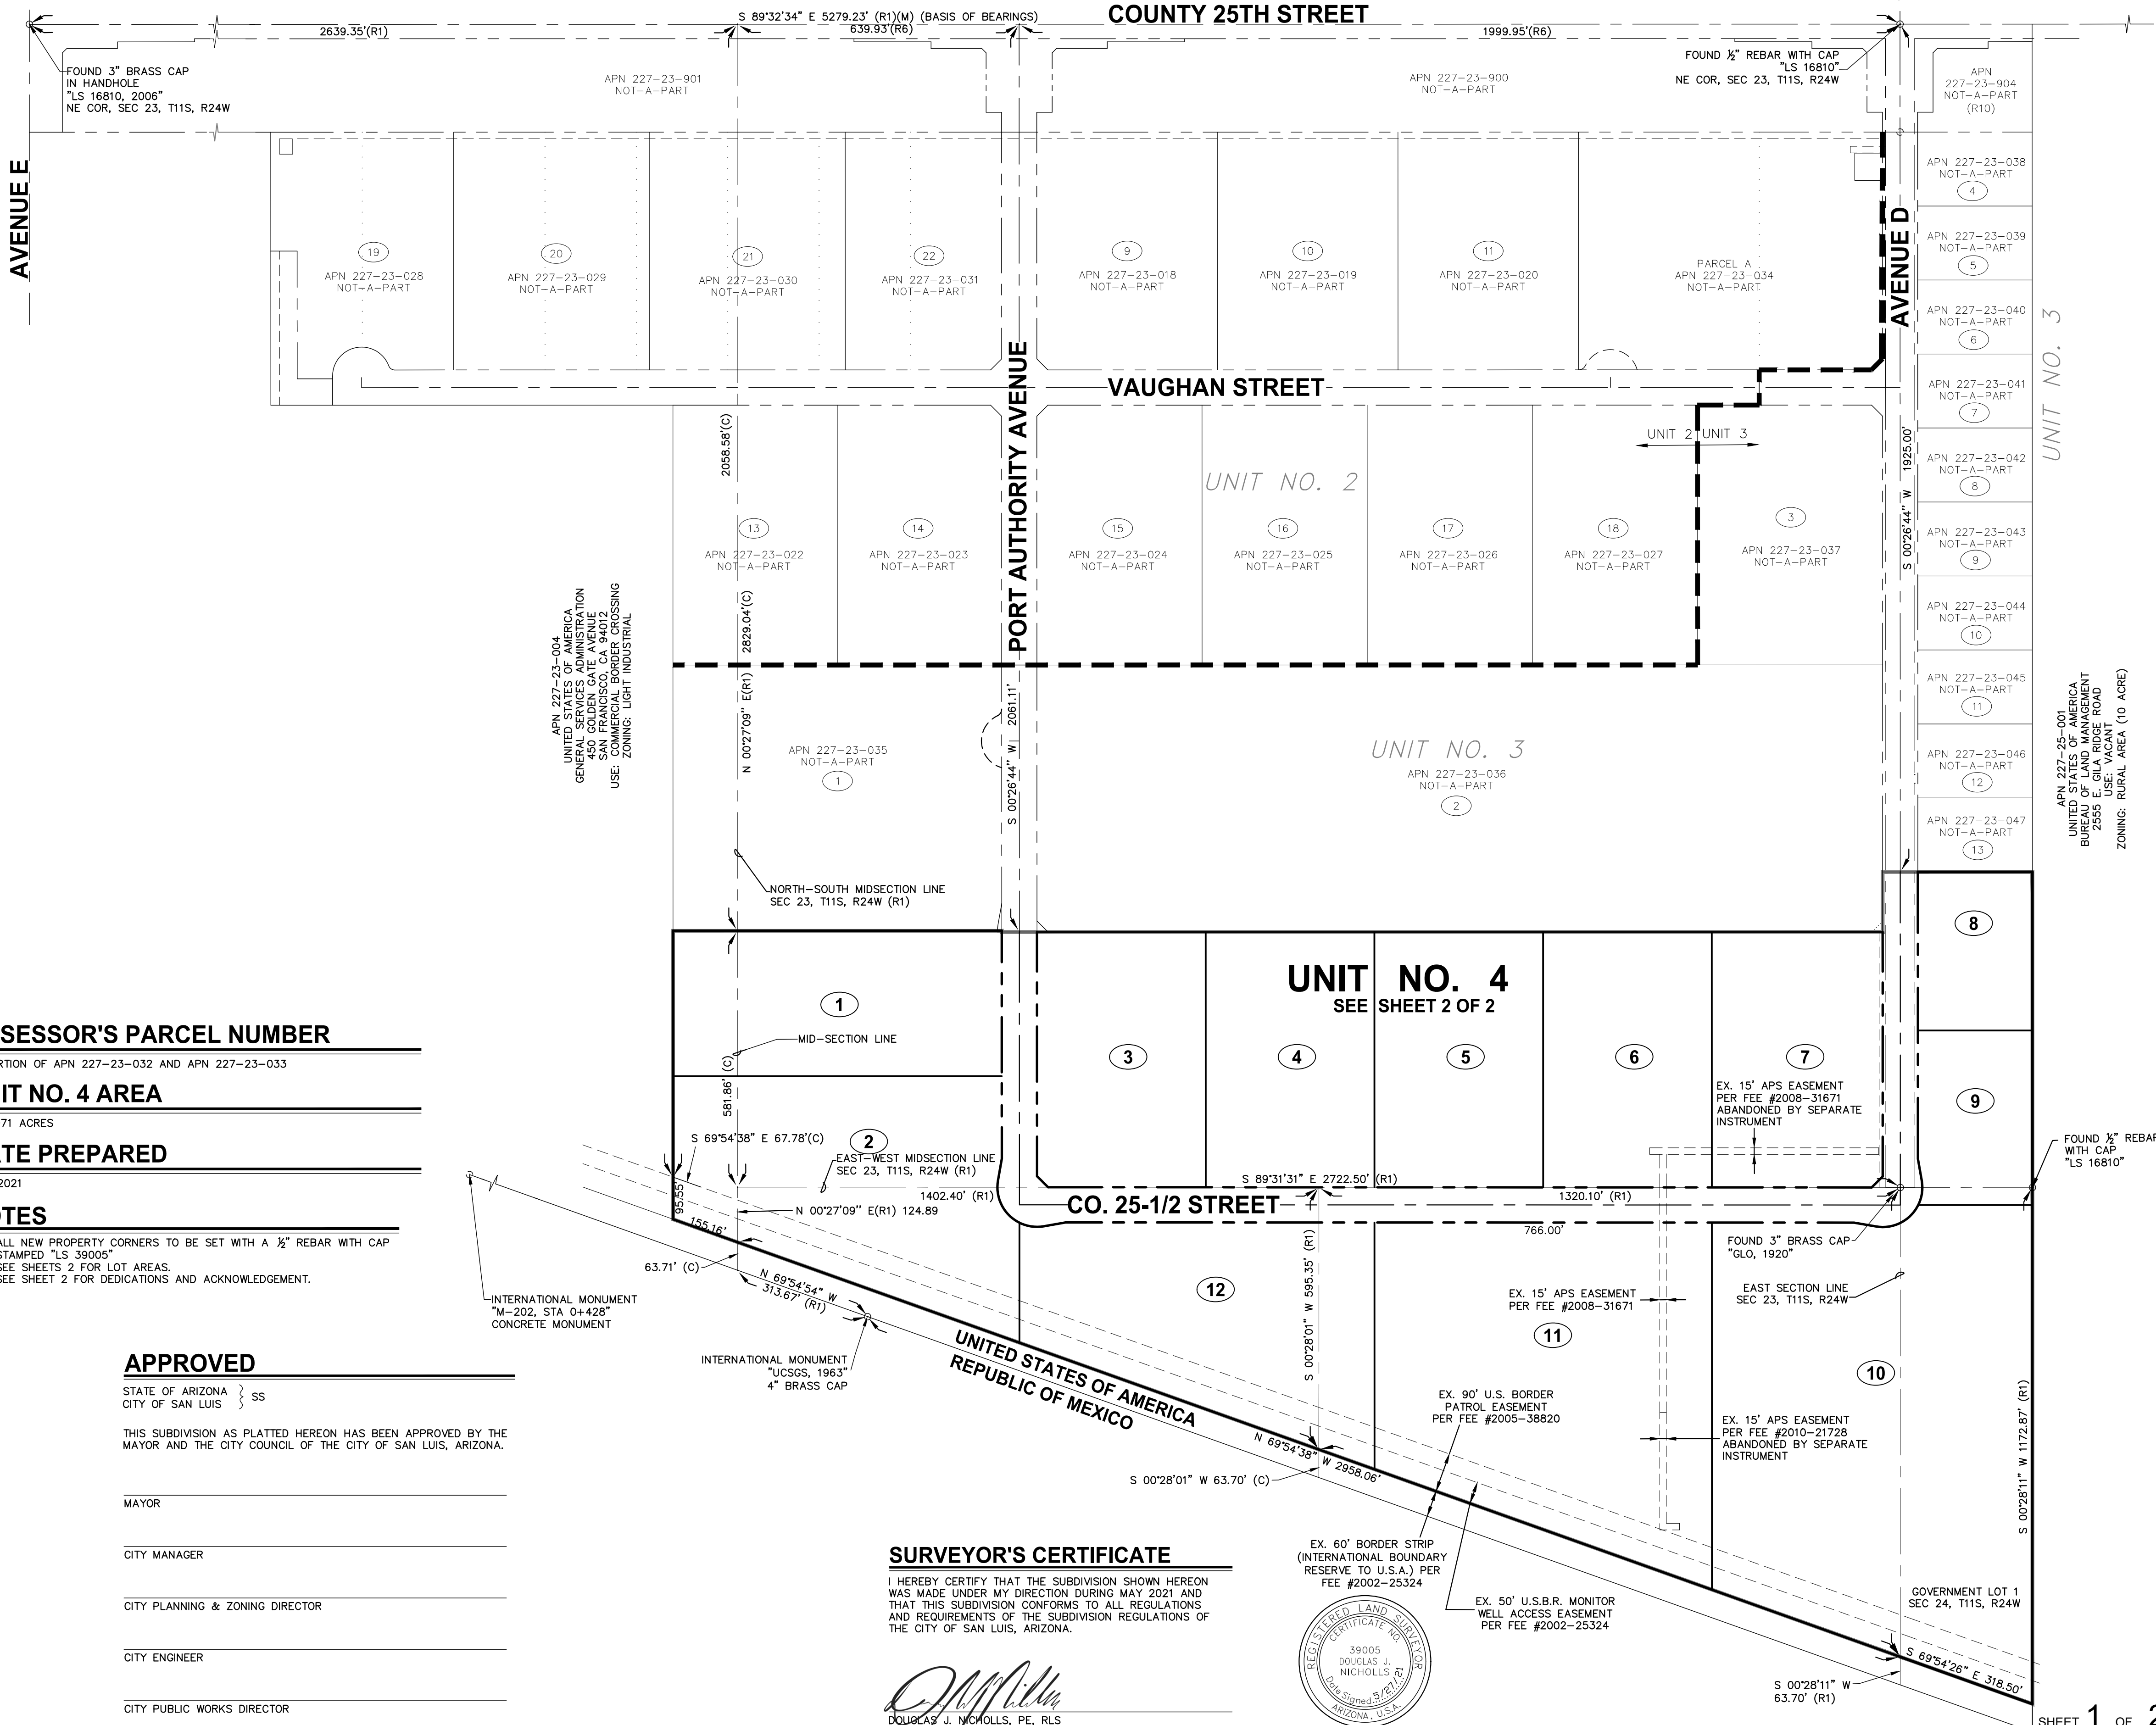 S 89°32'34" E 5279.23' (R1)(M) (BASIS OF BEARINGS)
COUNTY 25TH STREET
2639.35'(R1)
639.93'(R6)
1999.95'(R6)
FOUND 3" BRASS CAP
IN HANDHOLE
"LS 16810, 2006"
NE COR, SEC 23, T11S, R24W
APN 227-23-901
NOT-A-PART
APN 227-23-900
NOT-A-PART
FOUND ½" REBAR WITH CAP
"LS 16810"
NE COR, SEC 23, T11S, R24W
APN
227-23-904
NOT-A-PART
(R10)
AVENUE E
19
APN 227-23-028
NOT-A-PART
20
APN 227-23-029
NOT-A-PART
21
APN 227-23-030
NOT-A-PART
22
APN 227-23-031
NOT-A-PART
9
APN 227-23-018
NOT-A-PART
10
APN 227-23-019
NOT-A-PART
11
APN 227-23-020
NOT-A-PART
PARCEL A
APN 227-23-034
NOT-A-PART
AVENUE D
APN 227-23-038
NOT-A-PART
4
APN 227-23-039
NOT-A-PART
5
APN 227-23-040
NOT-A-PART
6
APN 227-23-041
NOT-A-PART
7
APN 227-23-042
NOT-A-PART
8
APN 227-23-043
NOT-A-PART
9
APN 227-23-044
NOT-A-PART
10
APN 227-23-045
NOT-A-PART
11
APN 227-23-046
NOT-A-PART
12
APN 227-23-047
NOT-A-PART
13
UNIT NO. 3
VAUGHAN STREET
PORT AUTHORITY AVENUE
2058.58'(C)
UNIT 2 UNIT 3
UNIT NO. 2
S 00°26'44" W 1925.00'
13
APN 227-23-022
NOT-A-PART
14
APN 227-23-023
NOT-A-PART
15
APN 227-23-024
NOT-A-PART
16
APN 227-23-025
NOT-A-PART
17
APN 227-23-026
NOT-A-PART
18
APN 227-23-027
NOT-A-PART
3
APN 227-23-037
NOT-A-PART
APN 227-23-004
UNITED STATES OF AMERICA
GENERAL SERVICES ADMINISTRATION
450 GOLDEN GATE AVENUE
SAN FRANCISCO, CA 94012
USE: COMMERCIAL BORDER CROSSING
ZONING: LIGHT INDUSTRIAL
N 00°27'09" E(R1) 2829.04'(C)
S 00°26'44" W 2061.11'
APN 227-23-035
NOT-A-PART
1
UNIT NO. 3
APN 227-23-036
NOT-A-PART
2
APN 227-25-001
UNITED STATES OF AMERICA
BUREAU OF LAND MANAGEMENT
2555 E. GILA RIDGE ROAD
USE: VACANT
ZONING: RURAL AREA (10 ACRE)
NORTH-SOUTH MIDSECTION LINE
SEC 23, T11S, R24W (R1)
1
MID-SECTION LINE
581.86' (C)
UNIT NO. 4
SEE SHEET 2 OF 2
3
4
5
6
7
8
9
EX. 15' APS EASEMENT
PER FEE #2008-31671
ABANDONED BY SEPARATE
INSTRUMENT
SESSOR'S PARCEL NUMBER
RTION OF APN 227-23-032 AND APN 227-23-033
IT NO. 4 AREA
71 ACRES
TE PREPARED
2021
TES
ALL NEW PROPERTY CORNERS TO BE SET WITH A ½" REBAR WITH CAP
STAMPED "LS 39005"
SEE SHEETS 2 FOR LOT AREAS.
SEE SHEET 2 FOR DEDICATIONS AND ACKNOWLEDGEMENT.
S 69°54'38" E 67.78'(C)
2
EAST-WEST MIDSECTION LINE
SEC 23, T11S, R24W (R1)
1402.40' (R1)
95.55'
N 00°27'09" E(R1) 124.89
155.16'
63.71' (C)
N 69°54'54" W
313.67' (R1)
S 89°31'31" E 2722.50' (R1)
CO. 25-1/2 STREET
1320.10' (R1)
766.00'
FOUND ½" REBAR
WITH CAP
"LS 16810"
FOUND 3" BRASS CAP
"GLO, 1920"
EAST SECTION LINE
SEC 23, T11S, R24W
INTERNATIONAL MONUMENT
"M-202, STA 0+428"
CONCRETE MONUMENT
INTERNATIONAL MONUMENT
"UCSGS, 1963"
4" BRASS CAP
UNITED STATES OF AMERICA
REPUBLIC OF MEXICO
12
S 00°28'01" W 595.35' (R1)
EX. 15' APS EASEMENT
PER FEE #2008-31671
11
10
EX. 90' U.S. BORDER
PATROL EASEMENT
PER FEE #2005-38820
EX. 15' APS EASEMENT
PER FEE #2010-21728
ABANDONED BY SEPARATE
INSTRUMENT
S 00°28'11" W 1172.87' (R1)
N 69°54'38" W 2958.06'
S 00°28'01" W 63.70' (C)
EX. 60' BORDER STRIP
(INTERNATIONAL BOUNDARY
RESERVE TO U.S.A.) PER
FEE #2002-25324
EX. 50' U.S.B.R. MONITOR
WELL ACCESS EASEMENT
PER FEE #2002-25324
GOVERNMENT LOT 1
SEC 24, T11S, R24W
S 69°54'26" E 318.50'
S 00°28'11" W
63.70' (R1)
APPROVED
STATE OF ARIZONA
CITY OF SAN LUIS
SS
THIS SUBDIVISION AS PLATTED HEREON HAS BEEN APPROVED BY THE
MAYOR AND THE CITY COUNCIL OF THE CITY OF SAN LUIS, ARIZONA.
MAYOR
CITY MANAGER
CITY PLANNING & ZONING DIRECTOR
CITY ENGINEER
CITY PUBLIC WORKS DIRECTOR
SURVEYOR'S CERTIFICATE
I HEREBY CERTIFY THAT THE SUBDIVISION SHOWN HEREON
WAS MADE UNDER MY DIRECTION DURING MAY 2021 AND
THAT THIS SUBDIVISION CONFORMS TO ALL REGULATIONS
AND REQUIREMENTS OF THE SUBDIVISION REGULATIONS OF
THE CITY OF SAN LUIS, ARIZONA.
DOUGLAS J. NICHOLLS, PE, RLS
REGISTERED LAND SURVEYOR
CERTIFICATE NO.
39005
DOUGLAS J.
NICHOLLS
Date Signed 5/27/21
ARIZONA, U.S.A.
SHEET 1 OF 2